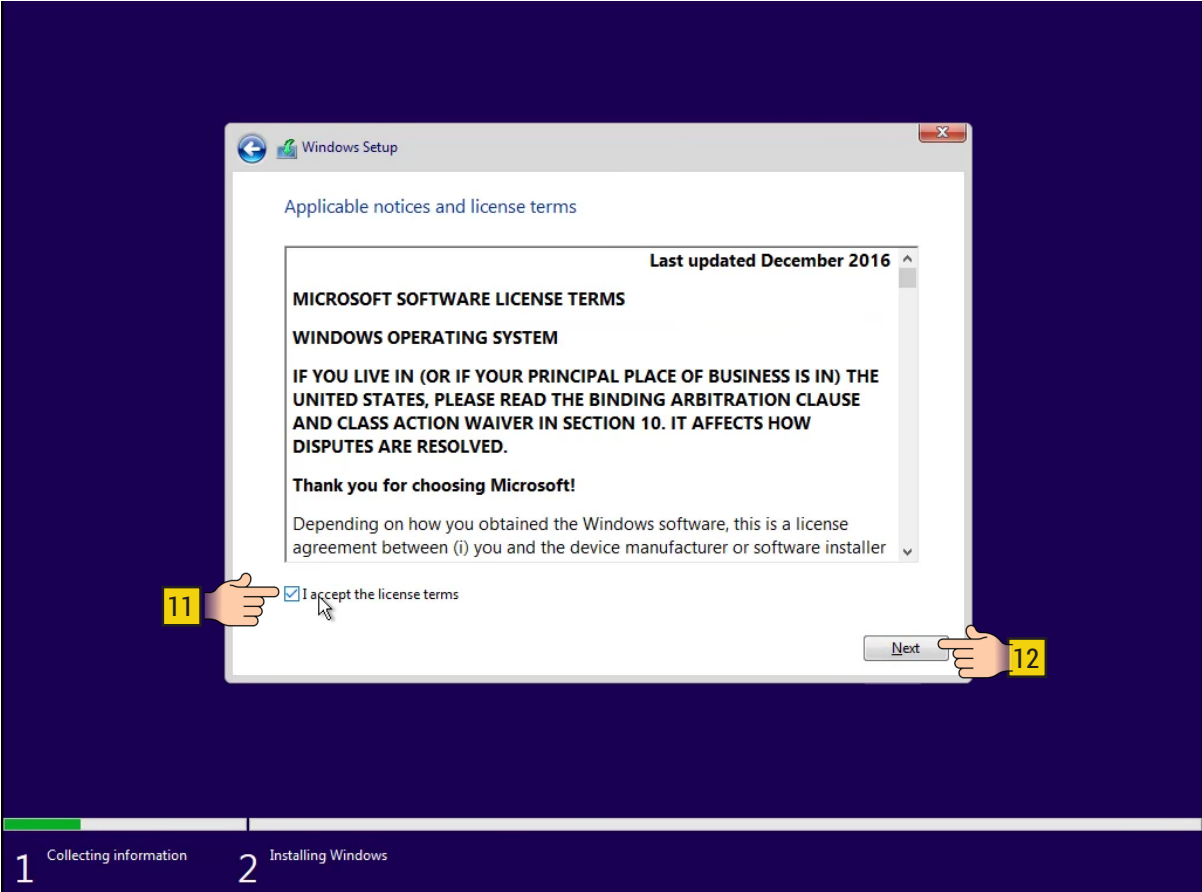 Windows Setup
Applicable notices and license terms
Last updated December 2016
MICROSOFT SOFTWARE LICENSE TERMS
WINDOWS OPERATING SYSTEM
IF YOU LIVE IN (OR IF YOUR PRINCIPAL PLACE OF BUSINESS IS IN) THE
UNITED STATES, PLEASE READ THE BINDING ARBITRATION CLAUSE
AND CLASS ACTION WAIVER IN SECTION 10. IT AFFECTS HOW
DISPUTES ARE RESOLVED.
Thank you for choosing Microsoft!
Depending on how you obtained the Windows software, this is a license
agreement between (i) you and the device manufacturer or software installer
11
I accept the license terms
Next
12
1 Collecting information
2 Installing Windows